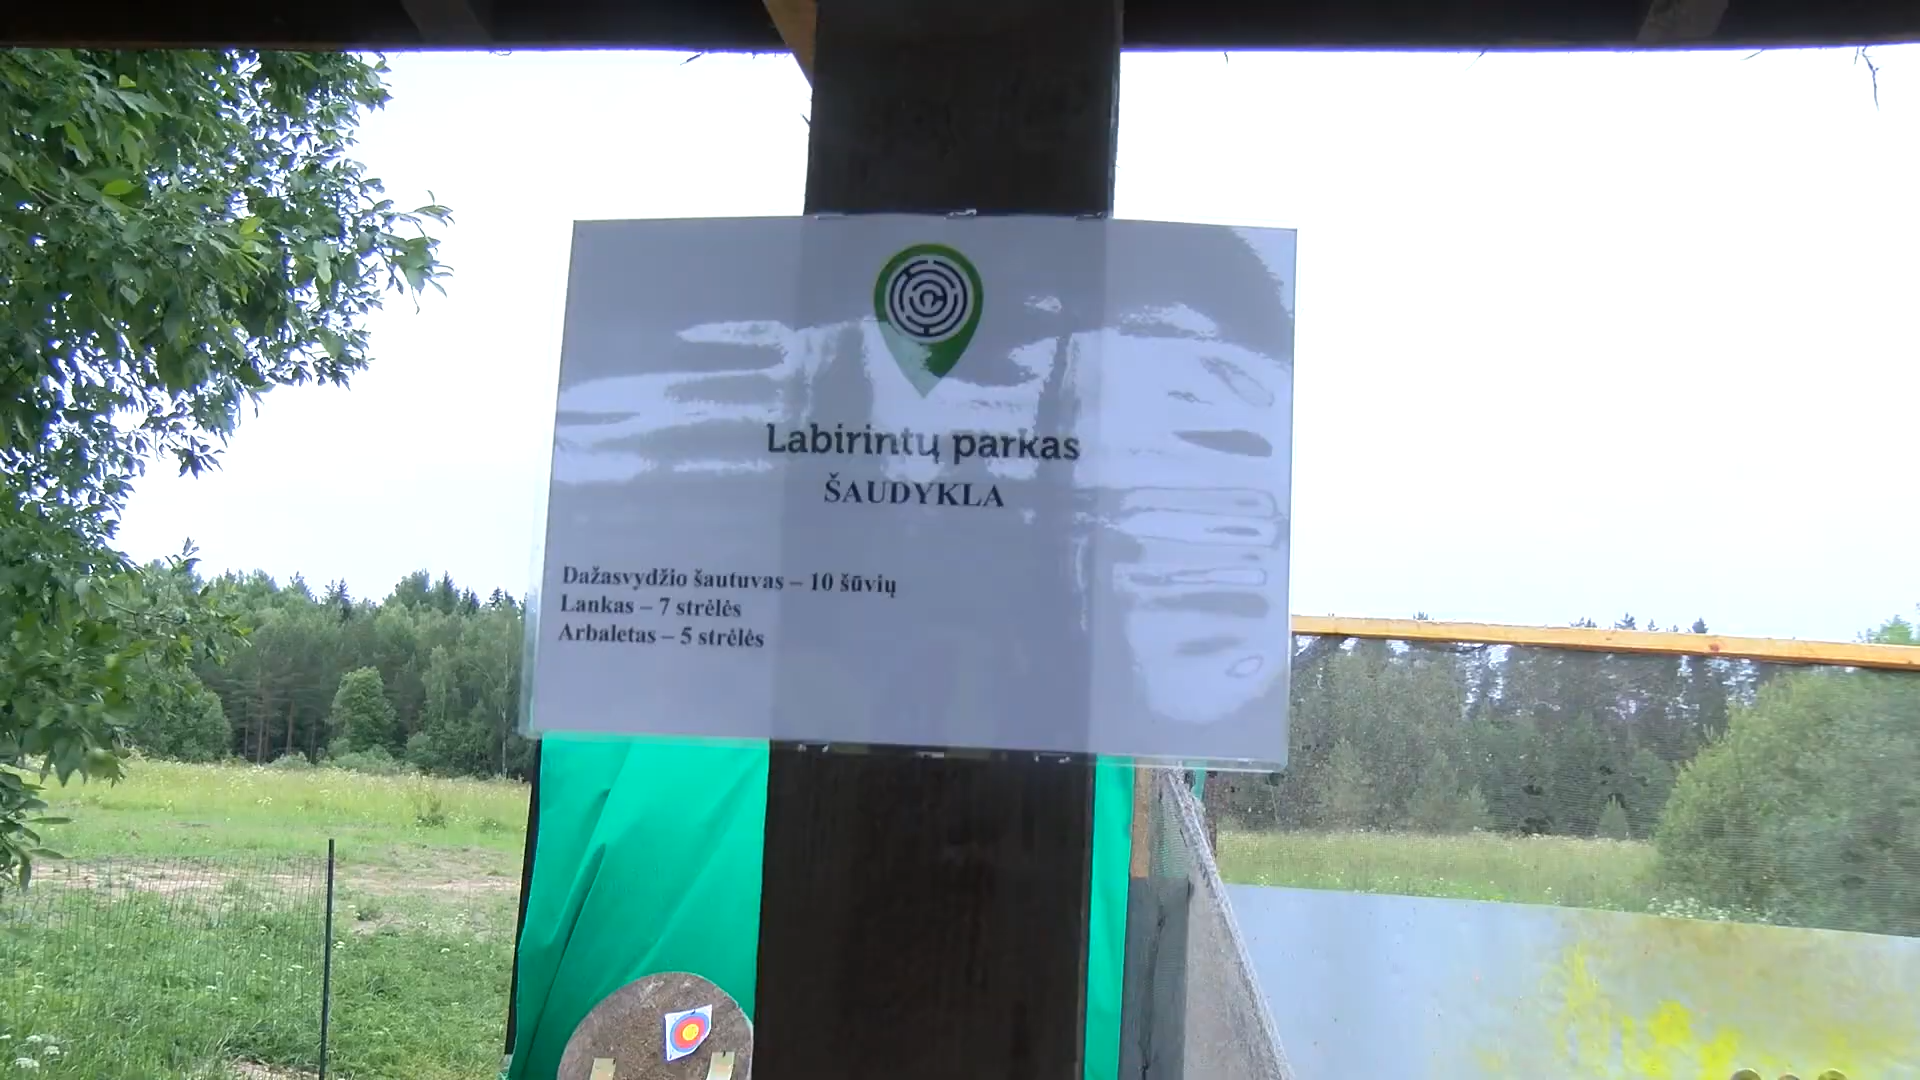 Labirintų parkas
ŠAUDYKLA
Dažasvydžio šautuvas – 10 šūvių
Lankas – 7 strėlės
Arbaletas – 5 strėlės